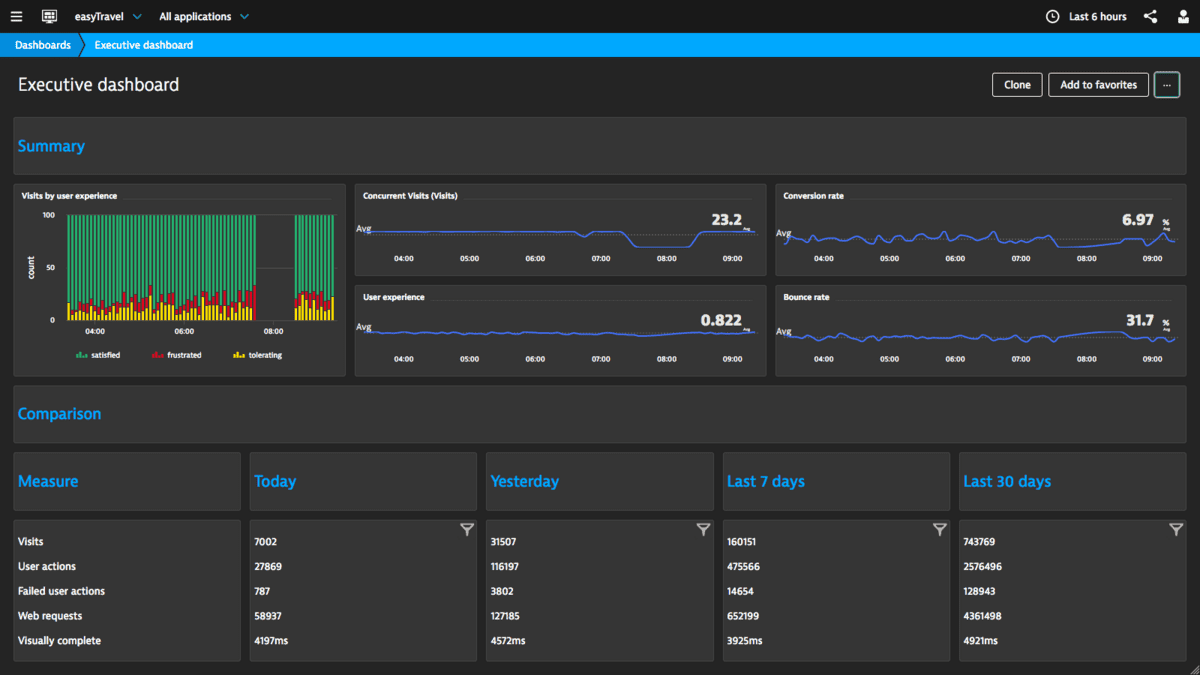 easyTravel All applications Last 6 hours
Dashboards Executive dashboard
Executive dashboard Clone Add to favorites ...
Summary
Visits by user experience
100
50
0
count
04:00 06:00 08:00
satisfied frustrated tolerating
Concurrent Visits (Visits)
23.2
Avg
Avg
04:00 05:00 06:00 07:00 08:00 09:00
Conversion rate
6.97 %
Avg
Avg
04:00 05:00 06:00 07:00 08:00 09:00
User experience
0.822
Avg
Avg
04:00 05:00 06:00 07:00 08:00 09:00
Bounce rate
31.7 %
Avg
Avg
04:00 05:00 06:00 07:00 08:00 09:00
Comparison
Measure Today Yesterday Last 7 days Last 30 days
Visits 7002 31507 160151 743769
User actions 27869 116197 475566 2576496
Failed user actions 787 3802 14654 128943
Web requests 58937 127185 652199 4361498
Visually complete 4197ms 4572ms 3925ms 4921ms